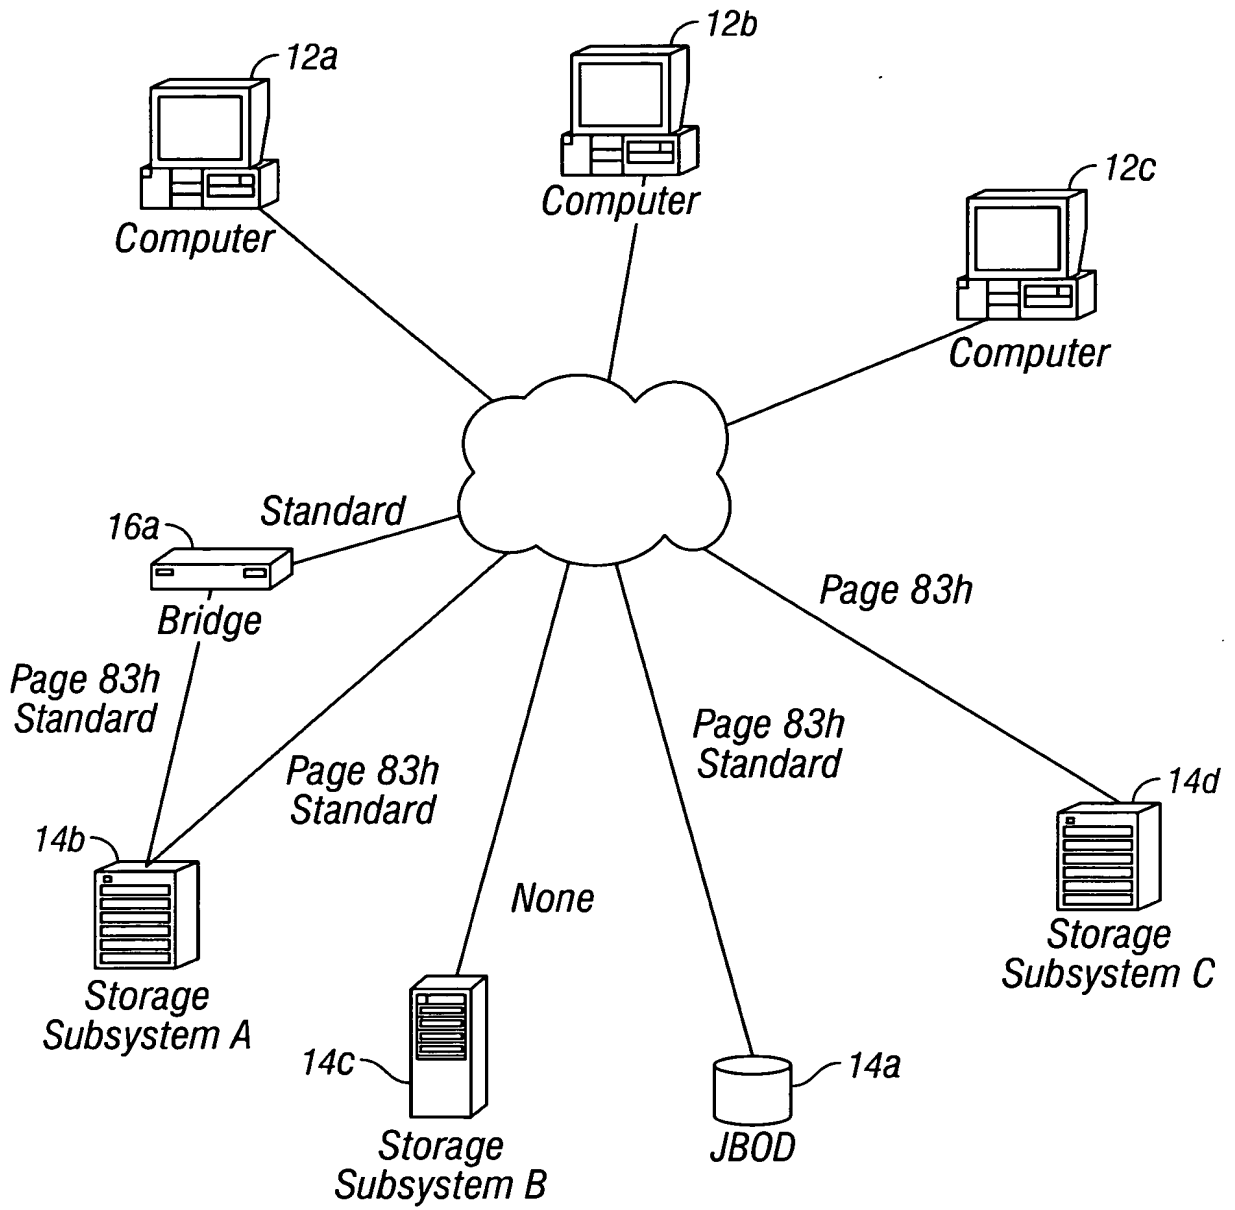 12a
12b
Computer
12c
Computer
Computer
Standard
16a
Bridge
Page 83h
Page 83h
Standard
Page 83h
Standard
Page 83h
Standard
14d
14b
None
Storage
Subsystem C
Storage
Subsystem A
14c
14a
Storage
Subsystem B
JBOD